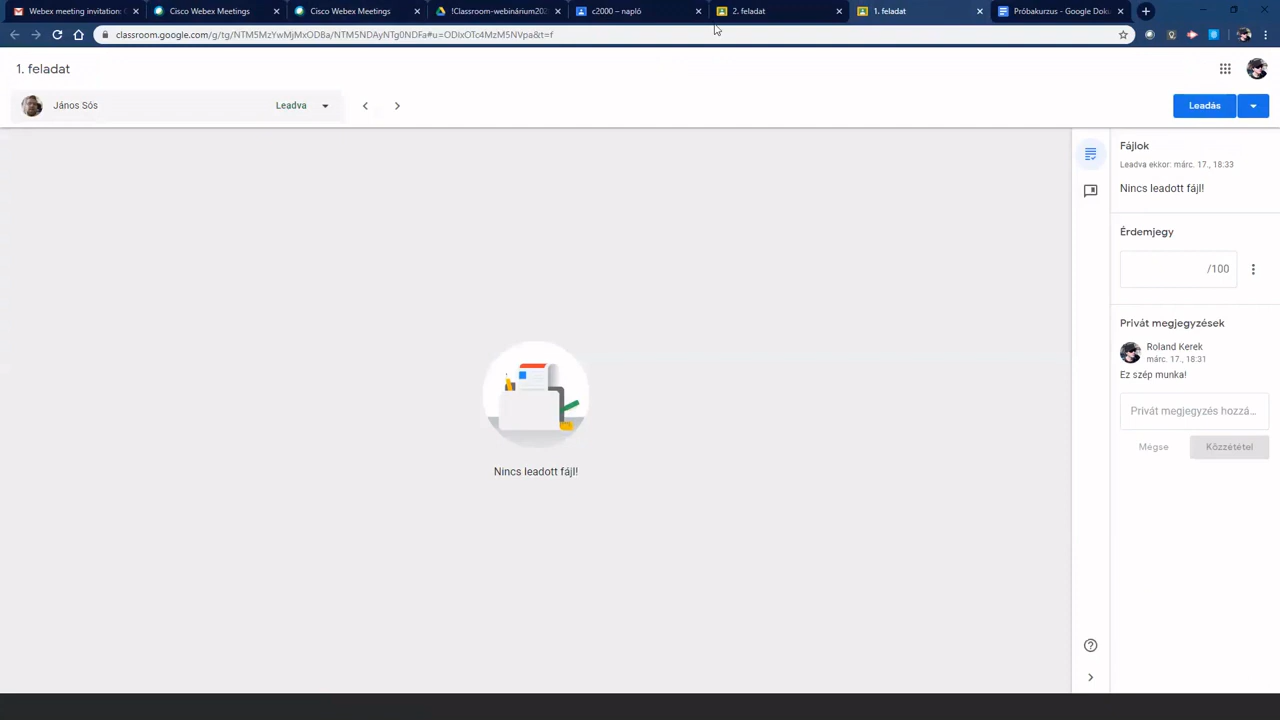 Webex meeting invitation:
Cisco Webex Meetings
Cisco Webex Meetings
!Classroom-webinárium202
c2000 – napló
2. feladat
1. feladat
Próbakurzus - Google Doku
classroom.google.com/g/tg/NTM5MzYwMjMxODBa/NTM5NDAyNTg0NDFa#u=ODIxOTc4MzM5NVpa&t=f
1. feladat
János Sós
Leadva
Leadás
Fájlok
Leadva ekkor: márc. 17., 18:33
Nincs leadott fájl!
Érdemjegy
/100
Privát megjegyzések
Roland Kerek
márc. 17., 18:31
Ez szép munka!
Privát megjegyzés hozzá…
Mégse
Közzététel
Nincs leadott fájl!